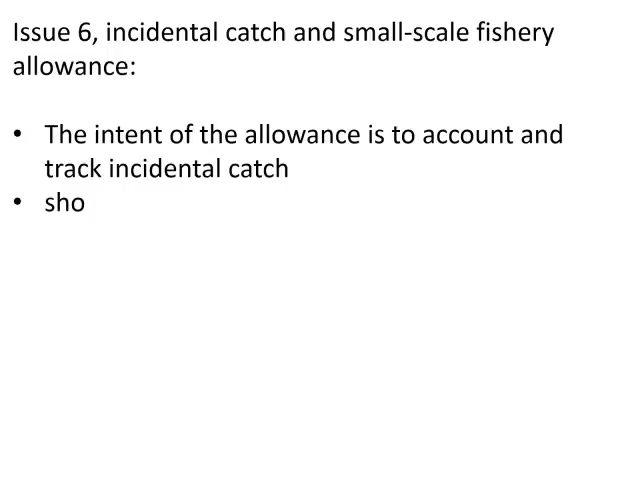 Issue 6, incidental catch and small-scale fishery
allowance:
• The intent of the allowance is to account and
track incidental catch
• sho